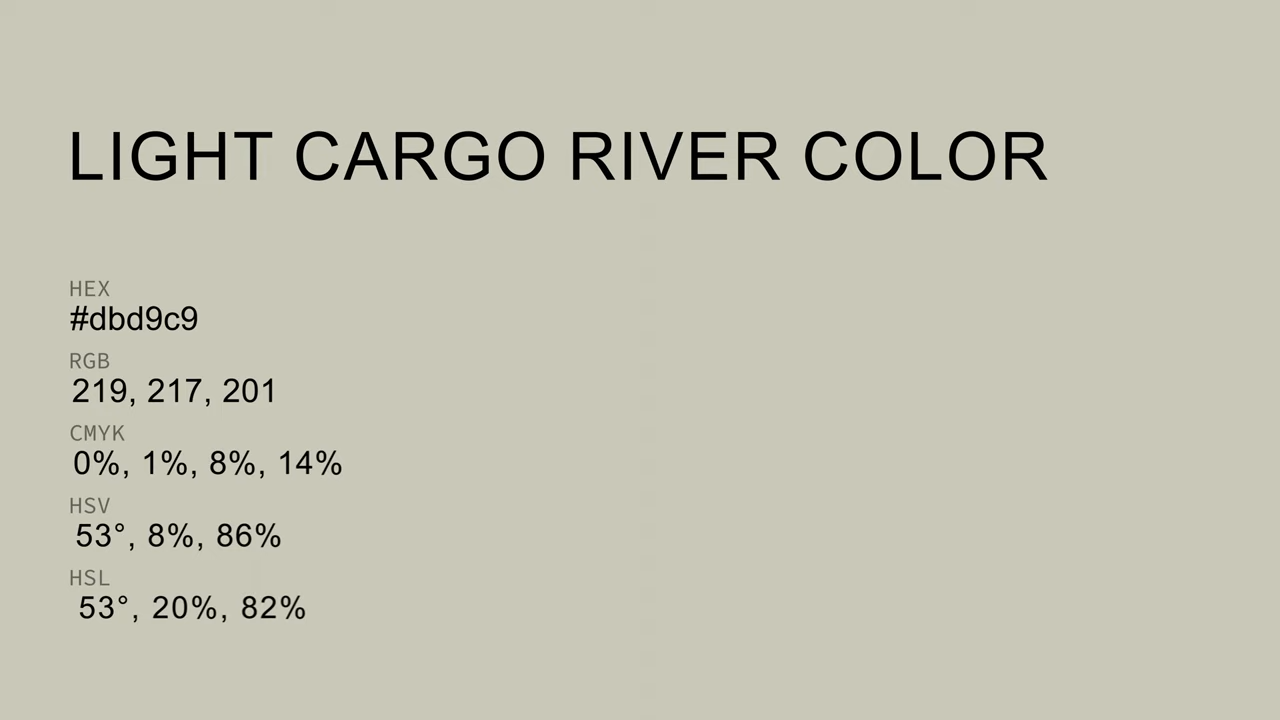 LIGHT CARGO RIVER COLOR
HEX
#dbd9c9
RGB
219, 217, 201
CMYK
0%, 1%, 8%, 14%
HSV
53°, 8%, 86%
HSL
53°, 20%, 82%